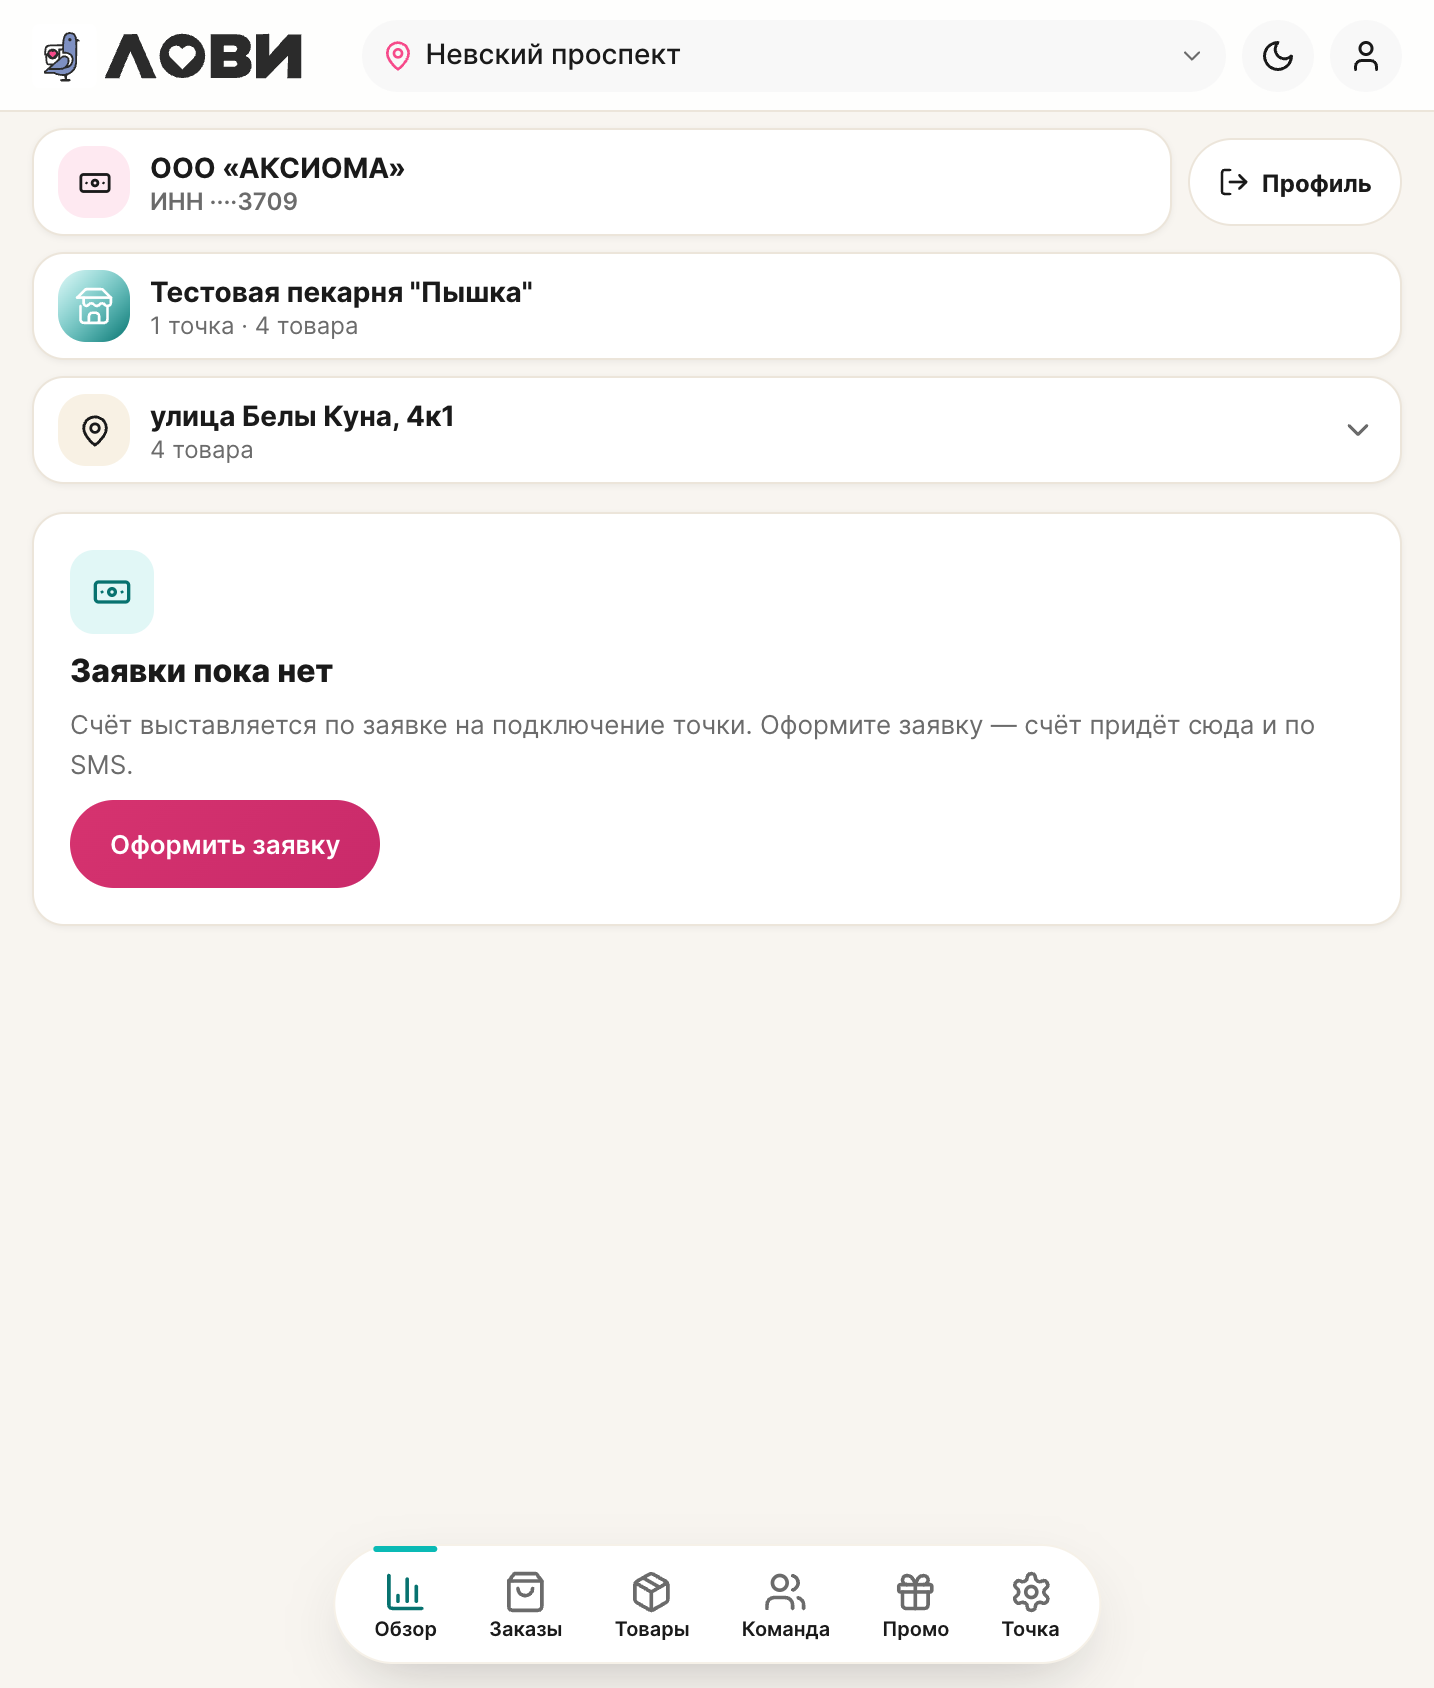 ЛОВИ
Невский проспект
ООО «АКСИОМА»
ИНН ····3709
Профиль
Тестовая пекарня "Пышка"
1 точка · 4 товара
улица Белы Куна, 4к1
4 товара
Заявки пока нет
Счёт выставляется по заявке на подключение точки. Оформите заявку — счёт придёт сюда и по
SMS.
Оформить заявку
Обзор Заказы Товары Команда Промо Точка